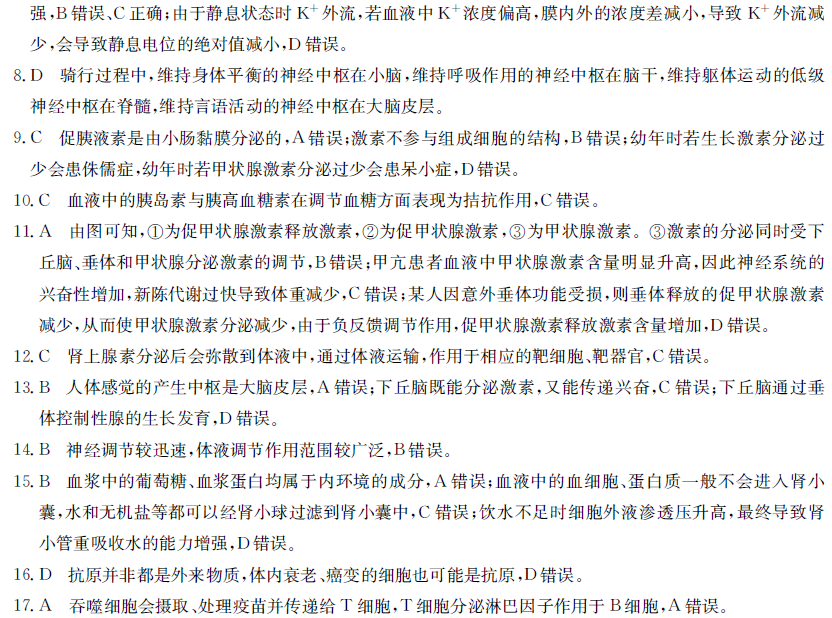 强,B错误、C正确;由于静息状态时K⁺外流,若血液中K⁺浓度偏高,膜内外的浓度差减小,导致K⁺外流减
少,会导致静息电位的绝对值减小,D错误。
8. D 骑行过程中,维持身体平衡的神经中枢在小脑,维持呼吸作用的神经中枢在脑干,维持躯体运动的低级
神经中枢在脊髓,维持言语活动的神经中枢在大脑皮层。
9. C 促胰液素是由小肠黏膜分泌的,A错误;激素不参与组成细胞的结构,B错误;幼年时若生长激素分泌过
少会患侏儒症,幼年时若甲状腺激素分泌过少会患呆小症,D错误。
10. C 血液中的胰岛素与胰高血糖素在调节血糖方面表现为拮抗作用,C错误。
11. A 由图可知,①为促甲状腺激素释放激素,②为促甲状腺激素,③为甲状腺激素。③激素的分泌同时受下
丘脑、垂体和甲状腺分泌激素的调节,B错误;甲亢患者血液中甲状腺激素含量明显升高,因此神经系统的
兴奋性增加,新陈代谢过快导致体重减少,C错误;某人因意外垂体功能受损,则垂体释放的促甲状腺激素
减少,从而使甲状腺激素分泌减少,由于负反馈调节作用,促甲状腺激素释放激素含量增加,D错误。
12. C 肾上腺素分泌后会弥散到体液中,通过体液运输,作用于相应的靶细胞、靶器官,C错误。
13. B 人体感觉的产生中枢是大脑皮层,A错误;下丘脑既能分泌激素,又能传递兴奋,C错误;下丘脑通过垂
体控制性腺的生长发育,D错误。
14. B 神经调节较迅速,体液调节作用范围较广泛,B错误。
15. B 血浆中的葡萄糖、血浆蛋白均属于内环境的成分,A错误;血液中的血细胞、蛋白质一般不会进入肾小
囊,水和无机盐等都可以经肾小球过滤到肾小囊中,C错误;饮水不足时细胞外液渗透压升高,最终导致肾
小管重吸收水的能力增强,D错误。
16. D 抗原并非都是外来物质,体内衰老、癌变的细胞也可能是抗原,D错误。
17. A 吞噬细胞会摄取、处理疫苗并传递给T细胞,T细胞分泌淋巴因子作用于B细胞,A错误。